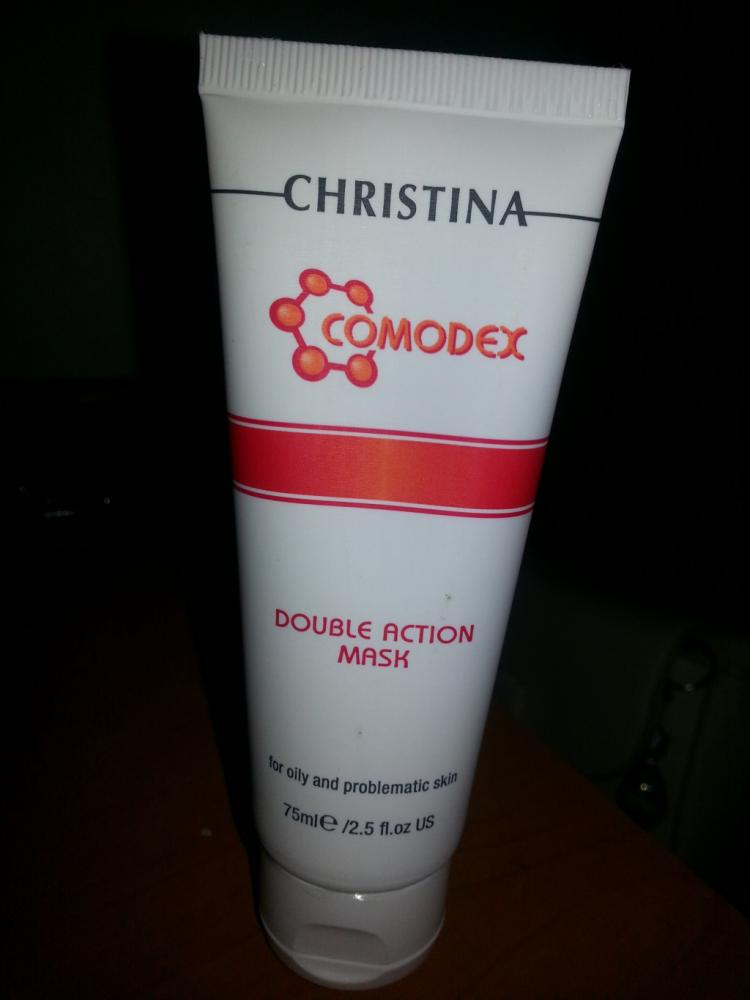 CHRISTINA
COMODEX
DOUBLE ACTION
MASK
for oily and problematic skin
75ml℮ /2.5 fl.oz US